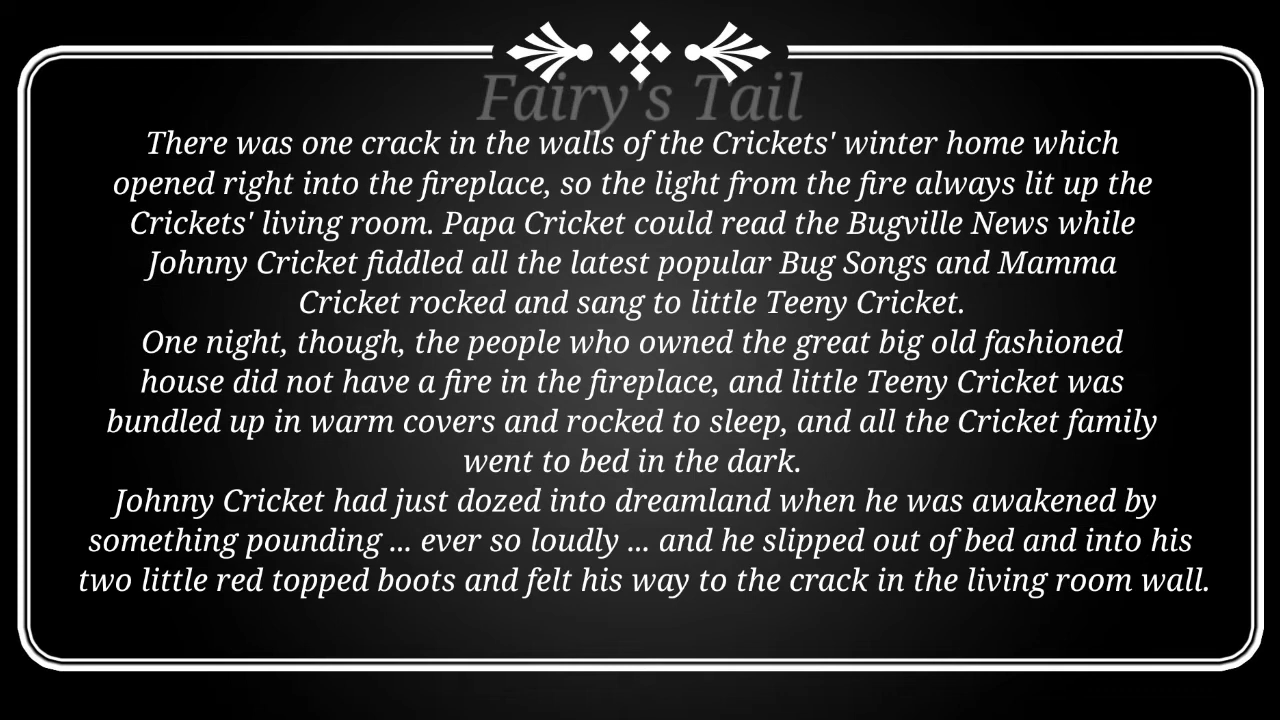 Fairy's Tail
There was one crack in the walls of the Crickets' winter home which
opened right into the fireplace, so the light from the fire always lit up the
Crickets' living room. Papa Cricket could read the Bugville News while
Johnny Cricket fiddled all the latest popular Bug Songs and Mamma
Cricket rocked and sang to little Teeny Cricket.
One night, though, the people who owned the great big old fashioned
house did not have a fire in the fireplace, and little Teeny Cricket was
bundled up in warm covers and rocked to sleep, and all the Cricket family
went to bed in the dark.
Johnny Cricket had just dozed into dreamland when he was awakened by
something pounding ... ever so loudly ... and he slipped out of bed and into his
two little red topped boots and felt his way to the crack in the living room wall.